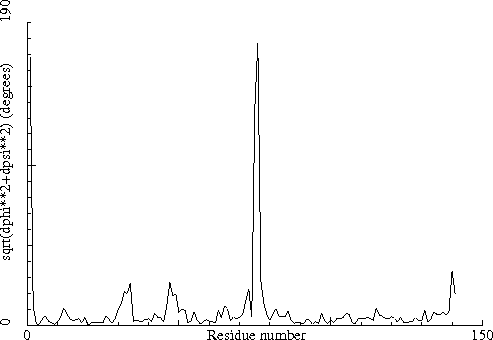 190
sqrt(dphi**2+dpsi**2) (degrees)
0
0
Residue number
150